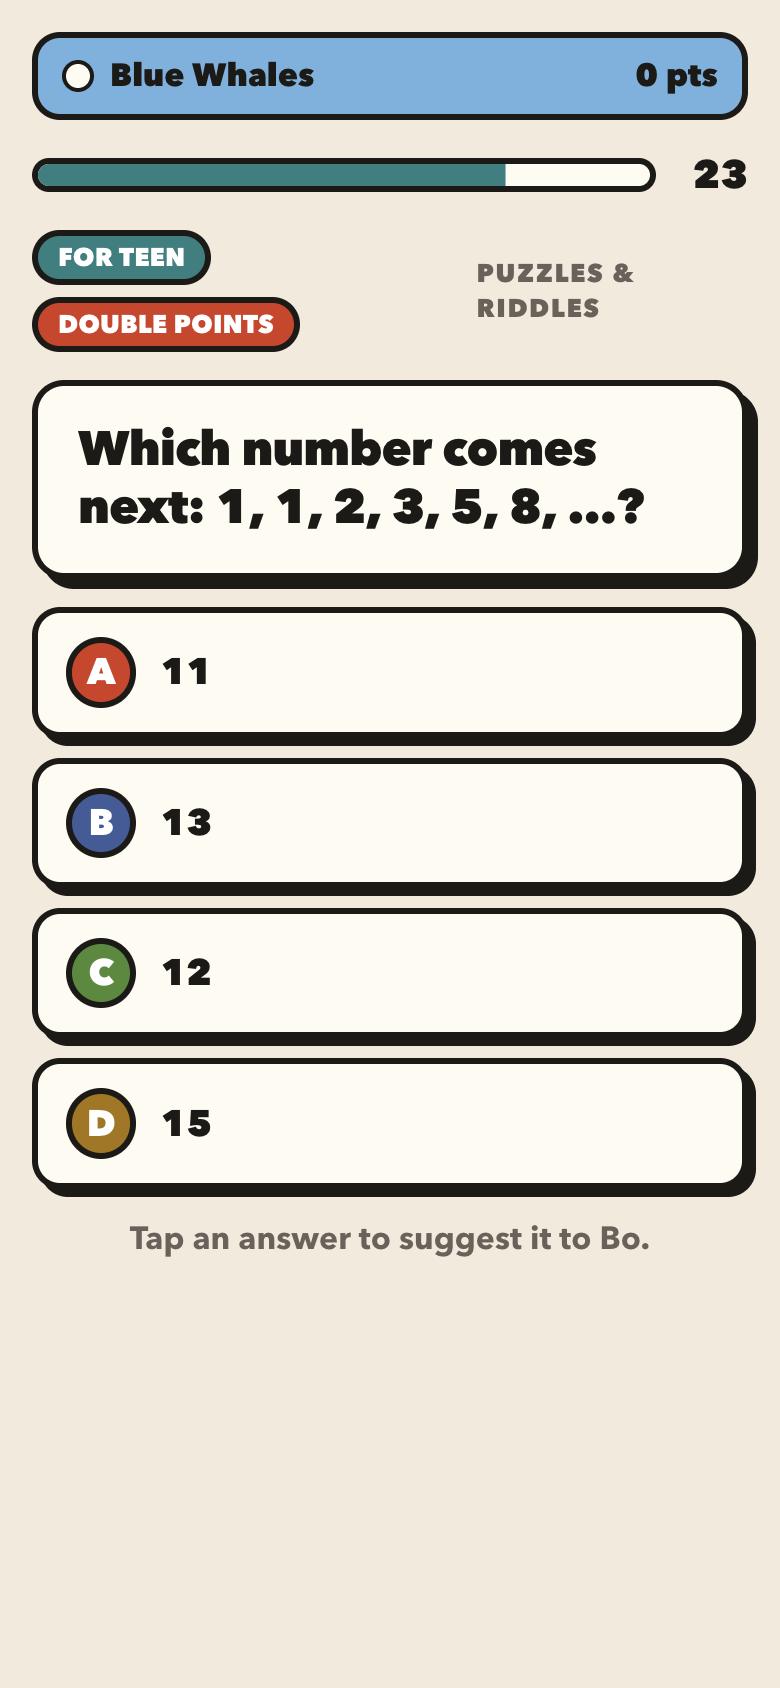 Blue Whales 0 pts
23
FOR TEEN
DOUBLE POINTS
PUZZLES &
RIDDLES
Which number comes
next: 1, 1, 2, 3, 5, 8, ...?
A 11
B 13
C 12
D 15
Tap an answer to suggest it to Bo.